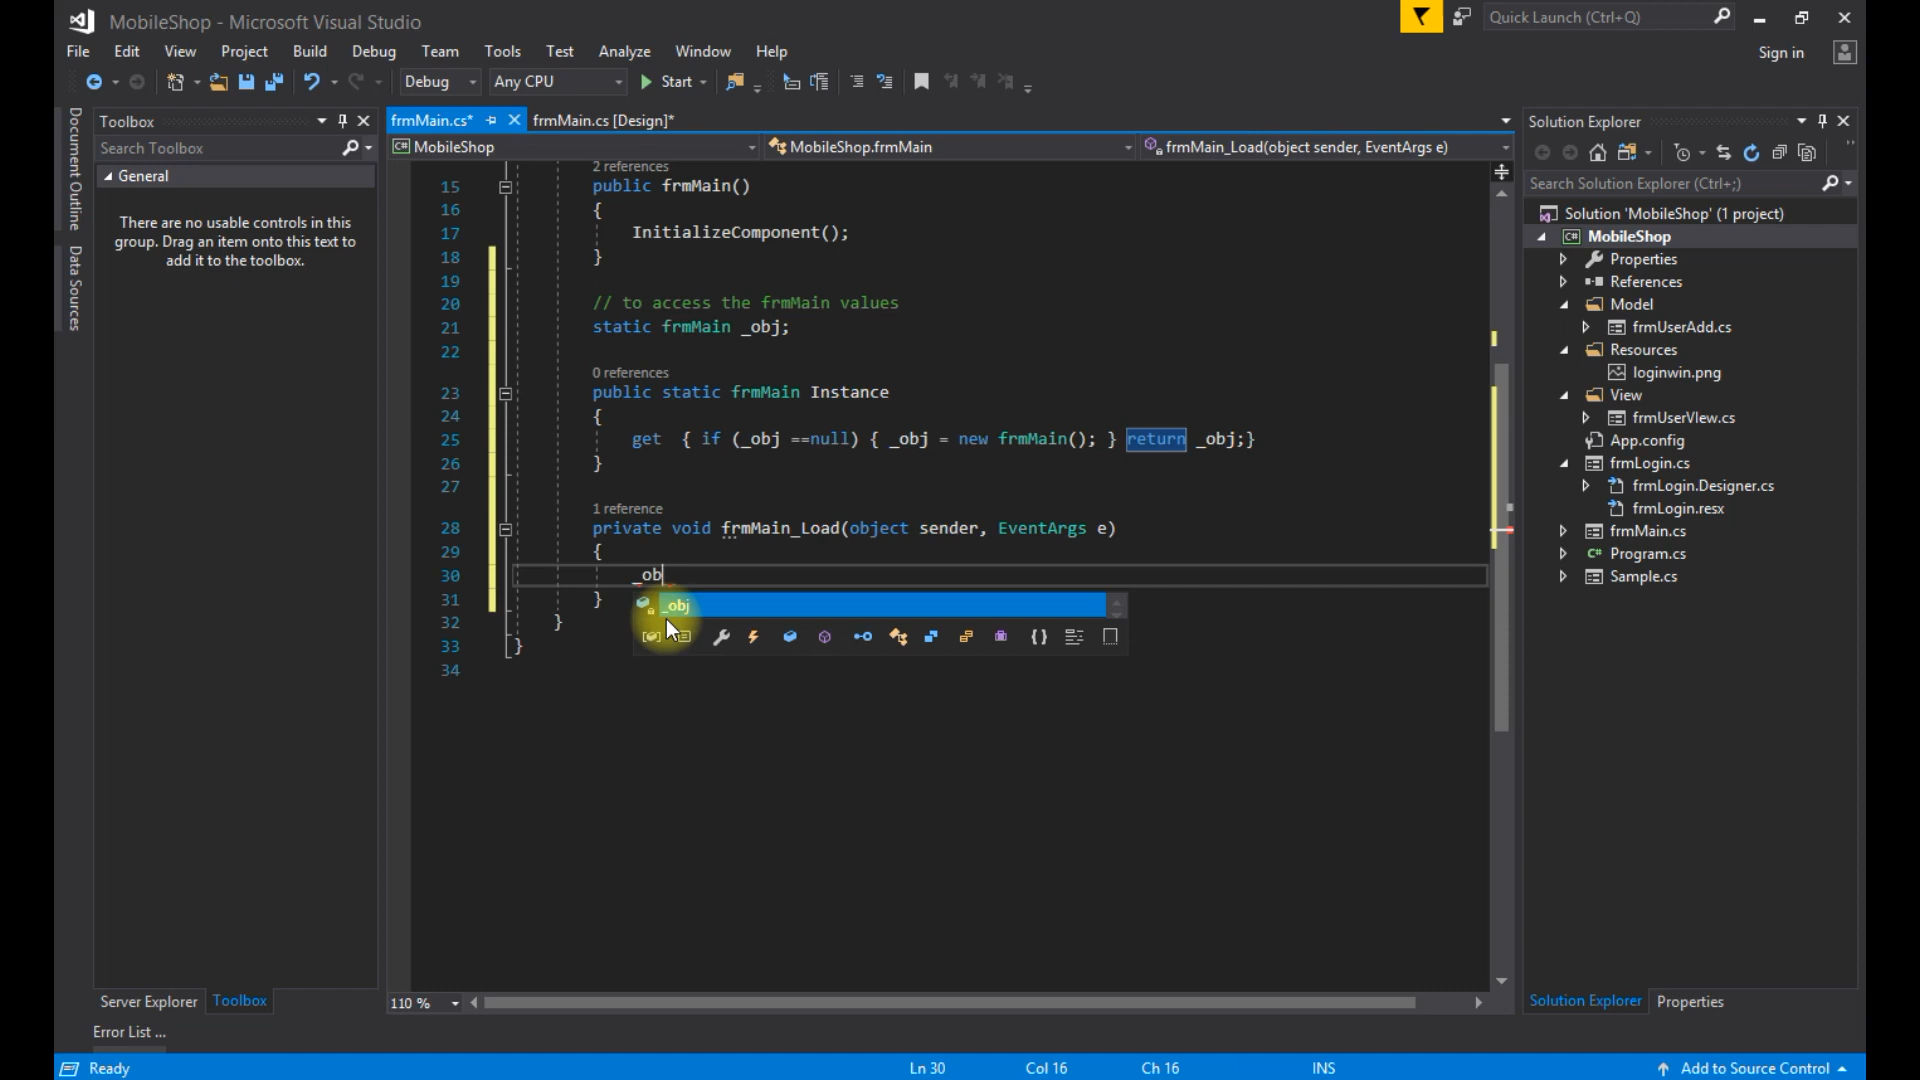 MobileShop - Microsoft Visual Studio
Quick Launch (Ctrl+Q)
File Edit View Project Build Debug Team Tools Test Analyze Window Help
Sign in
Debug Any CPU Start
Document Outline
Data Sources
Toolbox
Search Toolbox
General
There are no usable controls in this
group. Drag an item onto this text to
add it to the toolbox.
frmMain.cs* frmMain.cs [Design]*
MobileShop MobileShop.frmMain frmMain_Load(object sender, EventArgs e)
2 references
15 public frmMain()
16 {
17 InitializeComponent();
18 }
19
20 // to access the frmMain values
21 static frmMain _obj;
22
0 references
23 public static frmMain Instance
24 {
25 get { if (_obj ==null) { _obj = new frmMain(); } return _obj;}
26 }
27
1 reference
28 private void frmMain_Load(object sender, EventArgs e)
29 {
30 _ob
_obj
31 }
32 }
33 }
34
110 %
Solution Explorer
Search Solution Explorer (Ctrl+;)
Solution 'MobileShop' (1 project)
C# MobileShop
Properties
References
Model
frmUserAdd.cs
Resources
loginwin.png
View
frmUserVIew.cs
App.config
frmLogin.cs
frmLogin.Designer.cs
frmLogin.resx
frmMain.cs
C# Program.cs
Sample.cs
Server Explorer Toolbox
Solution Explorer Properties
Error List ...
Ready Ln 30 Col 16 Ch 16 INS Add to Source Control